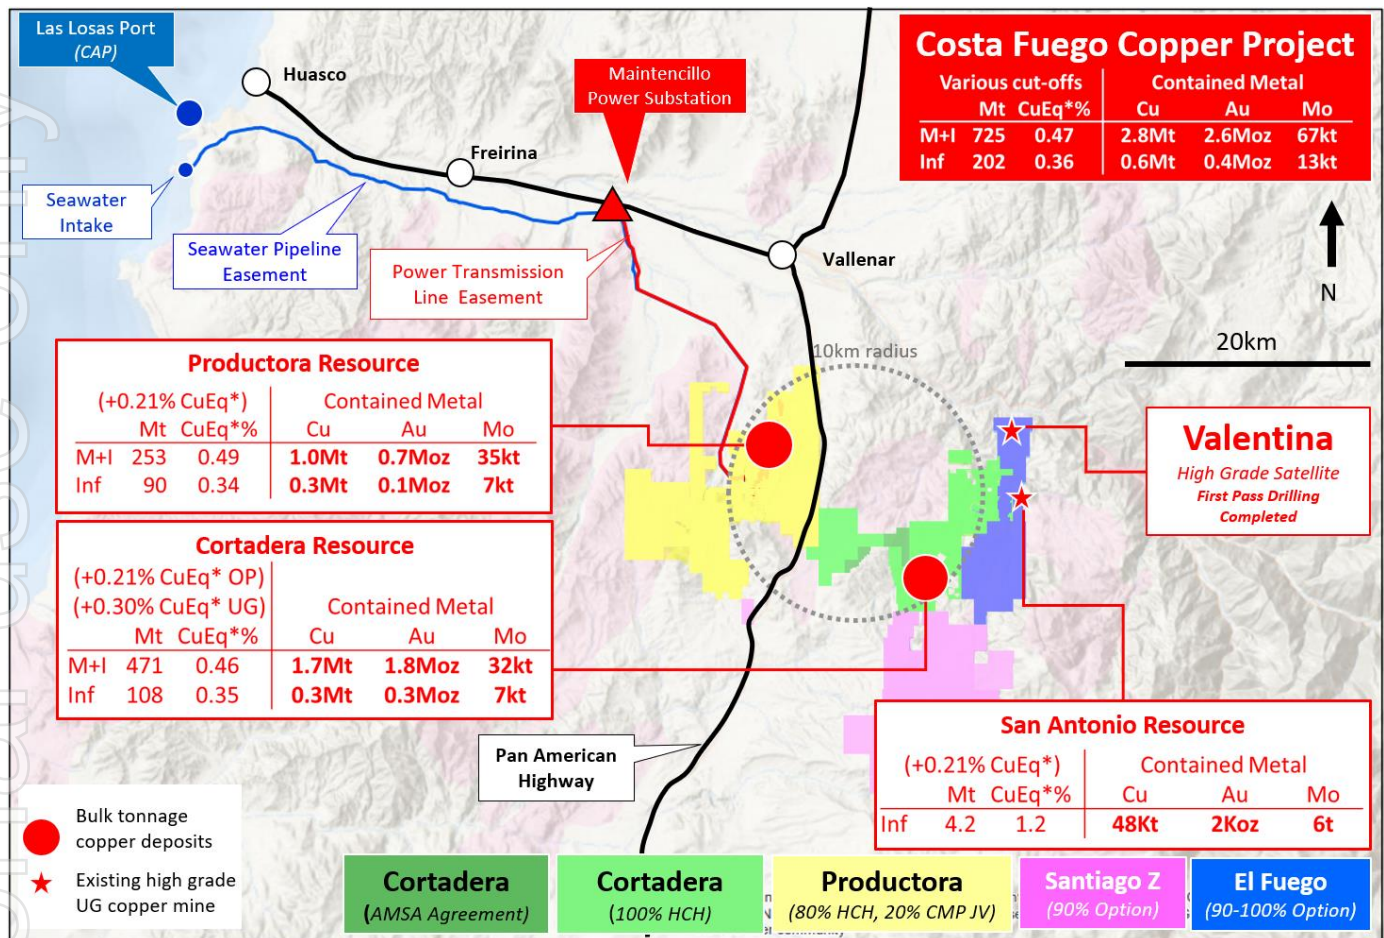 Las Losas Port
(CAP)
Huasco
Maintencillo
Power Substation
Costa Fuego Copper Project
Various cut-offs Contained Metal
Mt CuEq*% Cu Au Mo
M+I 725 0.47 2.8Mt 2.6Moz 67kt
Inf 202 0.36 0.6Mt 0.4Moz 13kt
Freirina
Seawater
Intake
Seawater Pipeline
Easement
Power Transmission
Line Easement
Vallenar
N
20km
10km radius
Productora Resource
(+0.21% CuEq*) Contained Metal
Mt CuEq*% Cu Au Mo
M+I 253 0.49 1.0Mt 0.7Moz 35kt
Inf 90 0.34 0.3Mt 0.1Moz 7kt
Valentina
High Grade Satellite
First Pass Drilling
Completed
Cortadera Resource
(+0.21% CuEq* OP)
(+0.30% CuEq* UG) Contained Metal
Mt CuEq*% Cu Au Mo
M+I 471 0.46 1.7Mt 1.8Moz 32kt
Inf 108 0.35 0.3Mt 0.3Moz 7kt
San Antonio Resource
(+0.21% CuEq*) Contained Metal
Mt CuEq*% Cu Au Mo
Inf 4.2 1.2 48Kt 2Koz 6t
Pan American
Highway
Bulk tonnage
copper deposits
Existing high grade
UG copper mine
Cortadera
(AMSA Agreement)
Cortadera
(100% HCH)
Productora
(80% HCH, 20% CMP JV)
Santiago Z
(90% Option)
El Fuego
(90-100% Option)